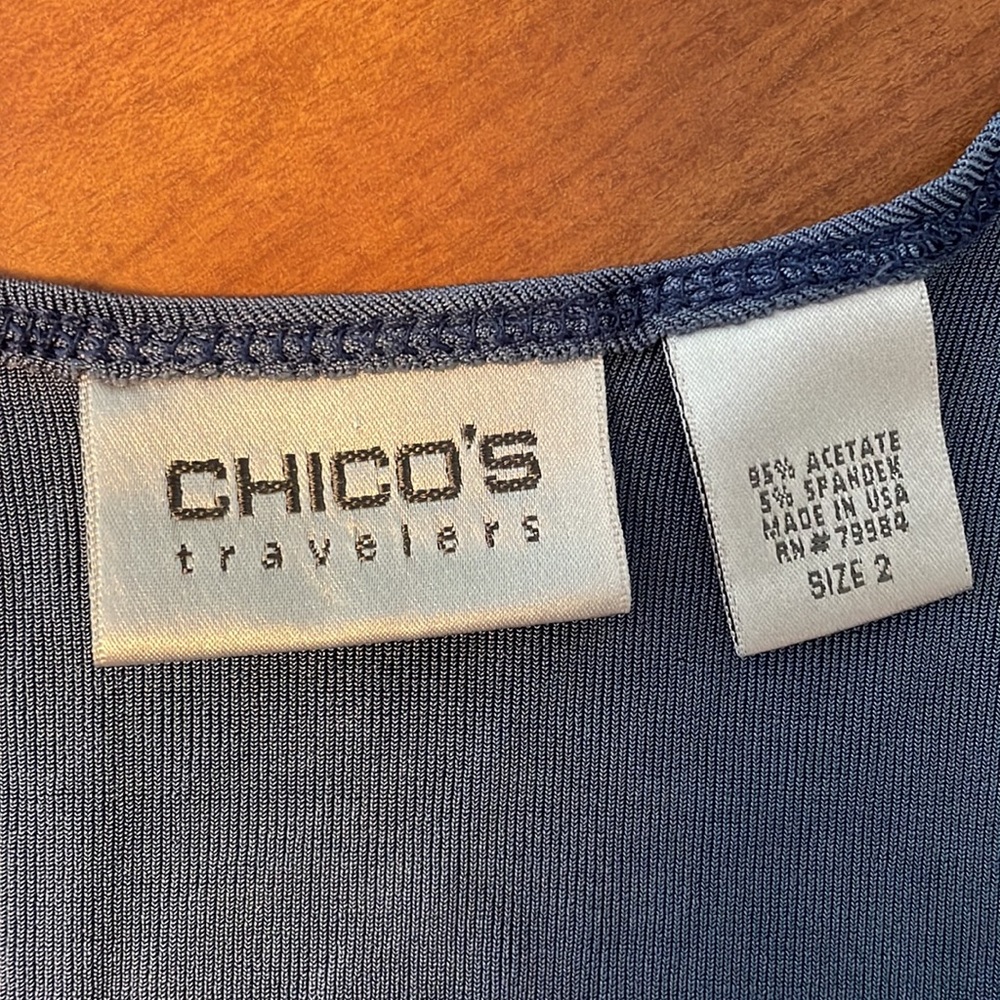 CHICO'S
travelers
95% ACETATE
5% SPANDEX
MADE IN USA
RN # 79984
SIZE 2